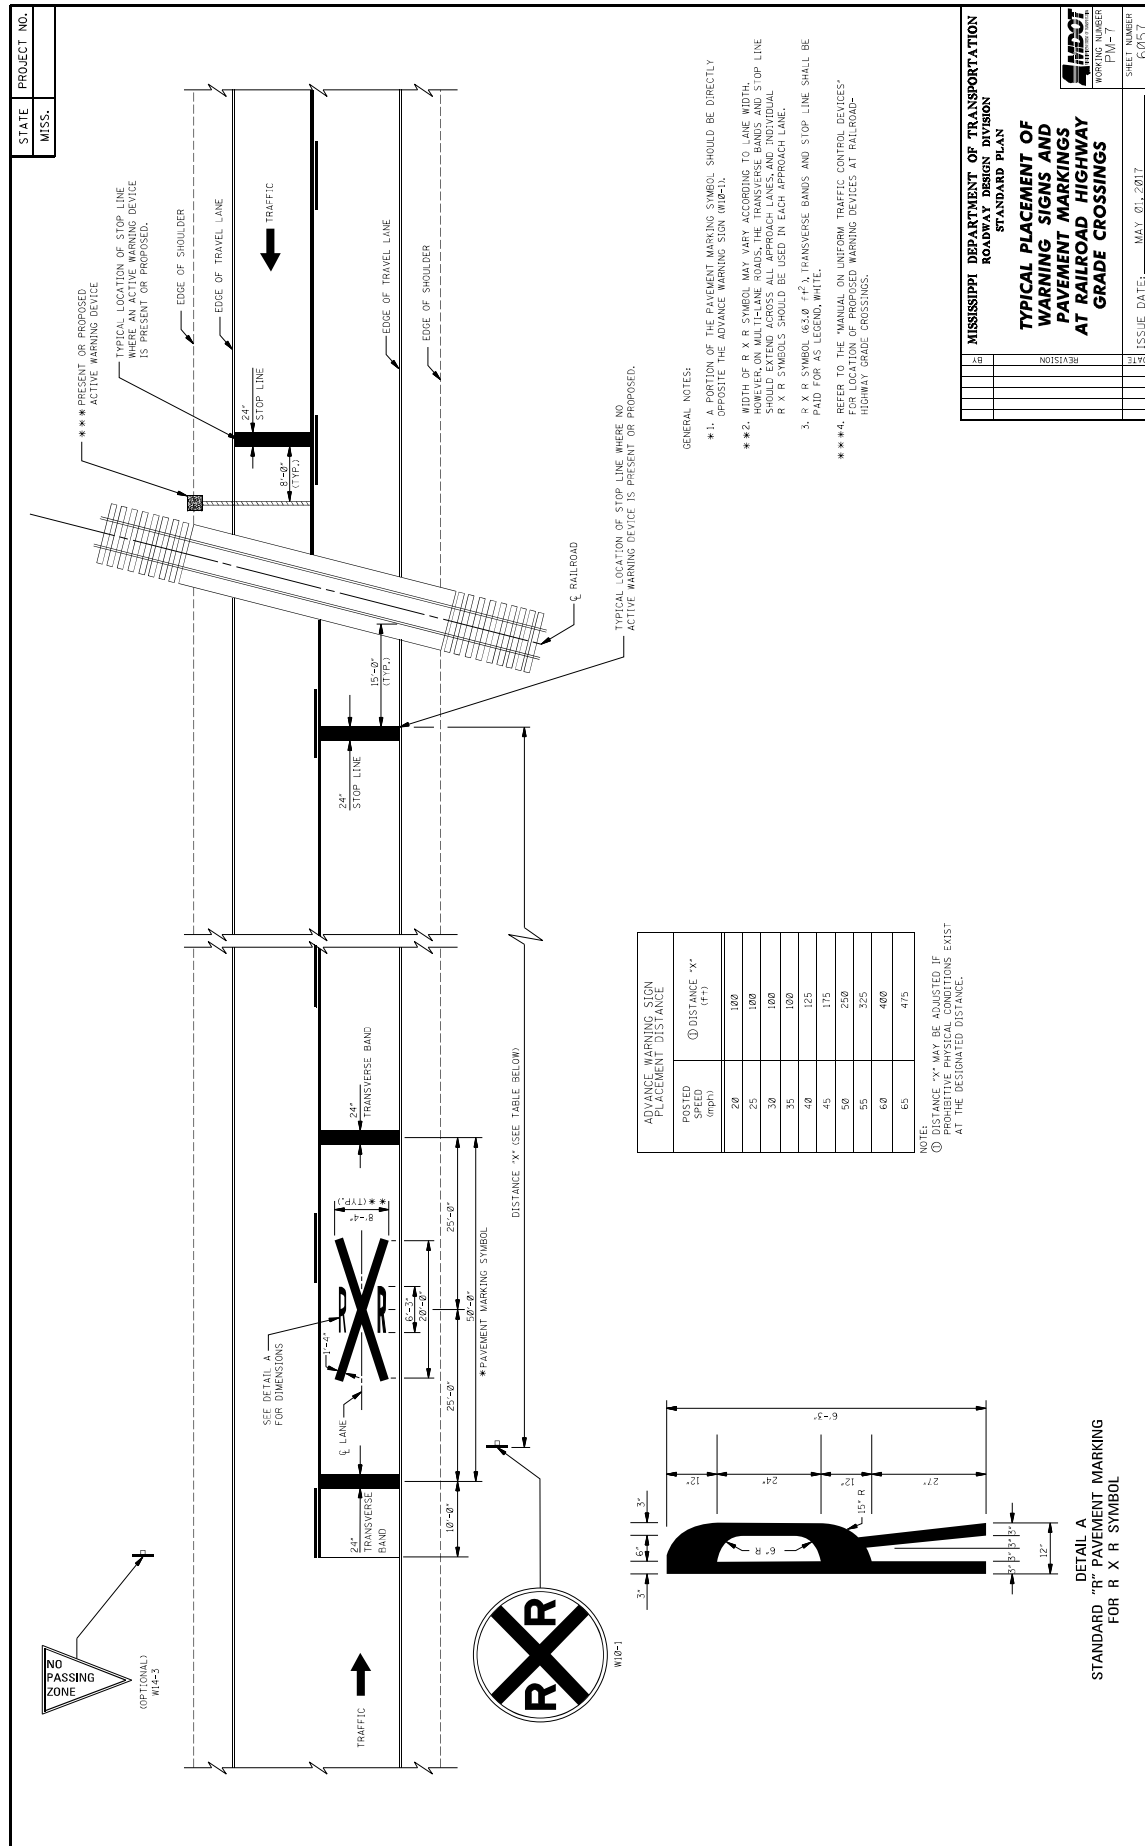 STATE
PROJECT NO.
MISS.
* * * PRESENT OR PROPOSED
ACTIVE WARNING DEVICE
TYPICAL LOCATION OF STOP LINE
WHERE AN ACTIVE WARNING DEVICE
IS PRESENT OR PROPOSED.
EDGE OF SHOULDER
EDGE OF TRAVEL LANE
TRAFFIC
EDGE OF TRAVEL LANE
EDGE OF SHOULDER
24"
STOP LINE
8'-0"
(TYP.)
℄ RAILROAD
15'-0"
(TYP.)
TYPICAL LOCATION OF STOP LINE WHERE NO
ACTIVE WARNING DEVICE IS PRESENT OR PROPOSED.
24"
STOP LINE
24"
TRANSVERSE BAND
DISTANCE "X" (SEE TABLE BELOW)
8'-4"
* * (TYP.)
SEE DETAIL A
FOR DIMENSIONS
R
R
1'-4"
℄ LANE
6'-3"
20'-0"
25'-0"
25'-0"
50'-0"
* PAVEMENT MARKING SYMBOL
24"
TRANSVERSE
BAND
10'-0"
NO
PASSING
ZONE
(OPTIONAL)
W14-3
TRAFFIC
R
R
W10-1
GENERAL NOTES:
* 1. A PORTION OF THE PAVEMENT MARKING SYMBOL SHOULD BE DIRECTLY
OPPOSITE THE ADVANCE WARNING SIGN (W10-1).
* * 2. WIDTH OF R X R SYMBOL MAY VARY ACCORDING TO LANE WIDTH.
HOWEVER, ON MULTI-LANE ROADS, THE TRANSVERSE BANDS AND STOP LINE
SHOULD EXTEND ACROSS ALL APPROACH LANES, AND INDIVIDUAL
R X R SYMBOLS SHOULD BE USED IN EACH APPROACH LANE.
3. R X R SYMBOL (63.0 ft²), TRANSVERSE BANDS AND STOP LINE SHALL BE
PAID FOR AS LEGEND, WHITE.
* * * 4. REFER TO THE "MANUAL ON UNIFORM TRAFFIC CONTROL DEVICES"
FOR LOCATION OF PROPOSED WARNING DEVICES AT RAILROAD-
HIGHWAY GRADE CROSSINGS.
ADVANCE WARNING SIGN
PLACEMENT DISTANCE
POSTED SPEED (mph) ① DISTANCE "X" (ft)
20 100
25 100
30 100
35 100
40 125
45 175
50 250
55 325
60 400
65 475
NOTE:
① DISTANCE "X" MAY BE ADJUSTED IF
PROHIBITIVE PHYSICAL CONDITIONS EXIST
AT THE DESIGNATED DISTANCE.
3"
6"
3"
6" R
15" R
12"
24"
12"
27"
6'-3"
3"
3"
3"
3"
12"
DETAIL A
STANDARD "R" PAVEMENT MARKING
FOR R X R SYMBOL
BY
REVISION
DATE
MISSISSIPPI DEPARTMENT OF TRANSPORTATION
ROADWAY DESIGN DIVISION
STANDARD PLAN
TYPICAL PLACEMENT OF
WARNING SIGNS AND
PAVEMENT MARKINGS
AT RAILROAD HIGHWAY
GRADE CROSSINGS
MDOT
WORKING NUMBER
PM-7
SHEET NUMBER
6057
ISSUE DATE: MAY 01, 2017